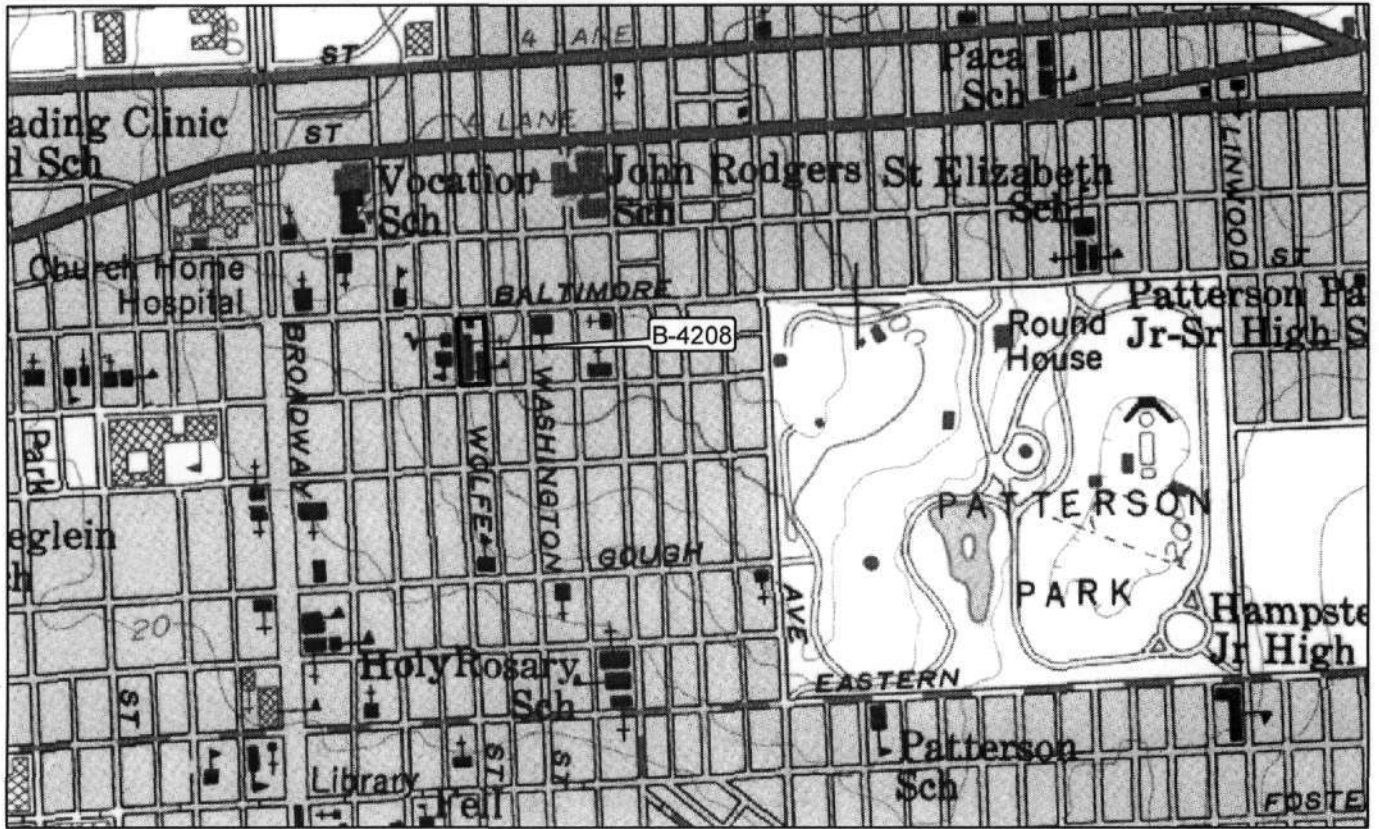 4 LANE
ST
Paca
Sch
ading Clinic
d Sch
ST
4 LANE
LINWOOD
Vocation
Sch
John Rodgers
Sch
St Elizabeth
Sch
Church Home
Hospital
BALTIMORE
ST
Patterson Pa
Jr-Sr High S
Round
House
B-4208
BROADWAY
WASHINGTON
WOLFE
Park
PATTERSON
PARK
eglein
ch
GOUGH
AVE
20
Hampste
Jr High
Holy Rosary
Sch
EASTERN
ST
ST
ST
Patterson
Sch
Library
Fell
FOSTE